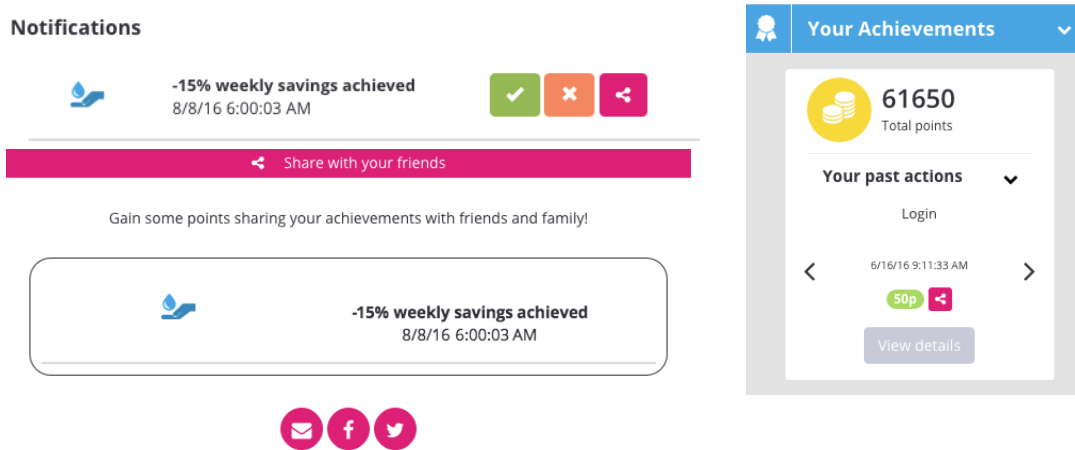 Notifications
-15% weekly savings achieved
8/8/16 6:00:03 AM
Share with your friends
Gain some points sharing your achievements with friends and family!
-15% weekly savings achieved
8/8/16 6:00:03 AM
Your Achievements
61650
Total points
Your past actions
Login
6/16/16 9:11:33 AM
50p
View details